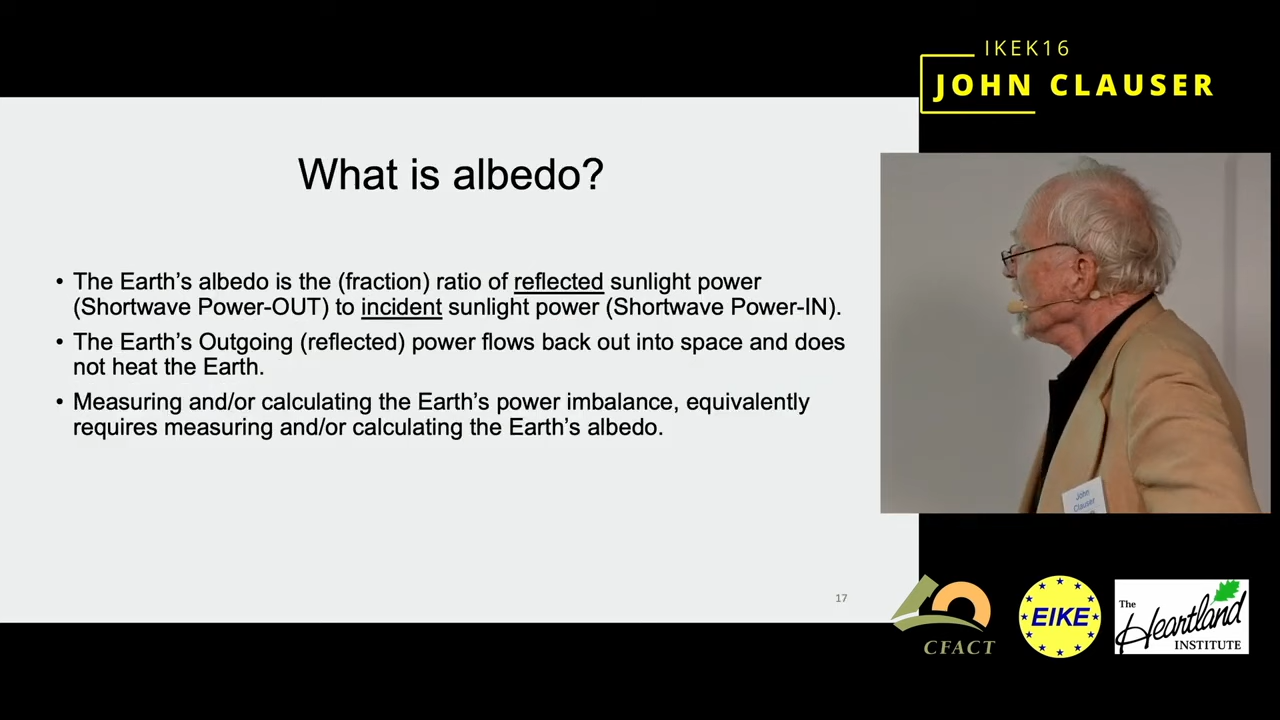 IKEK16
JOHN CLAUSER
What is albedo?
• The Earth's albedo is the (fraction) ratio of reflected sunlight power
(Shortwave Power-OUT) to incident sunlight power (Shortwave Power-IN).
• The Earth's Outgoing (reflected) power flows back out into space and does
not heat the Earth.
• Measuring and/or calculating the Earth's power imbalance, equivalently
requires measuring and/or calculating the Earth's albedo.
17
John
Clauser
CFACT
EIKE
The
Heartland
INSTITUTE